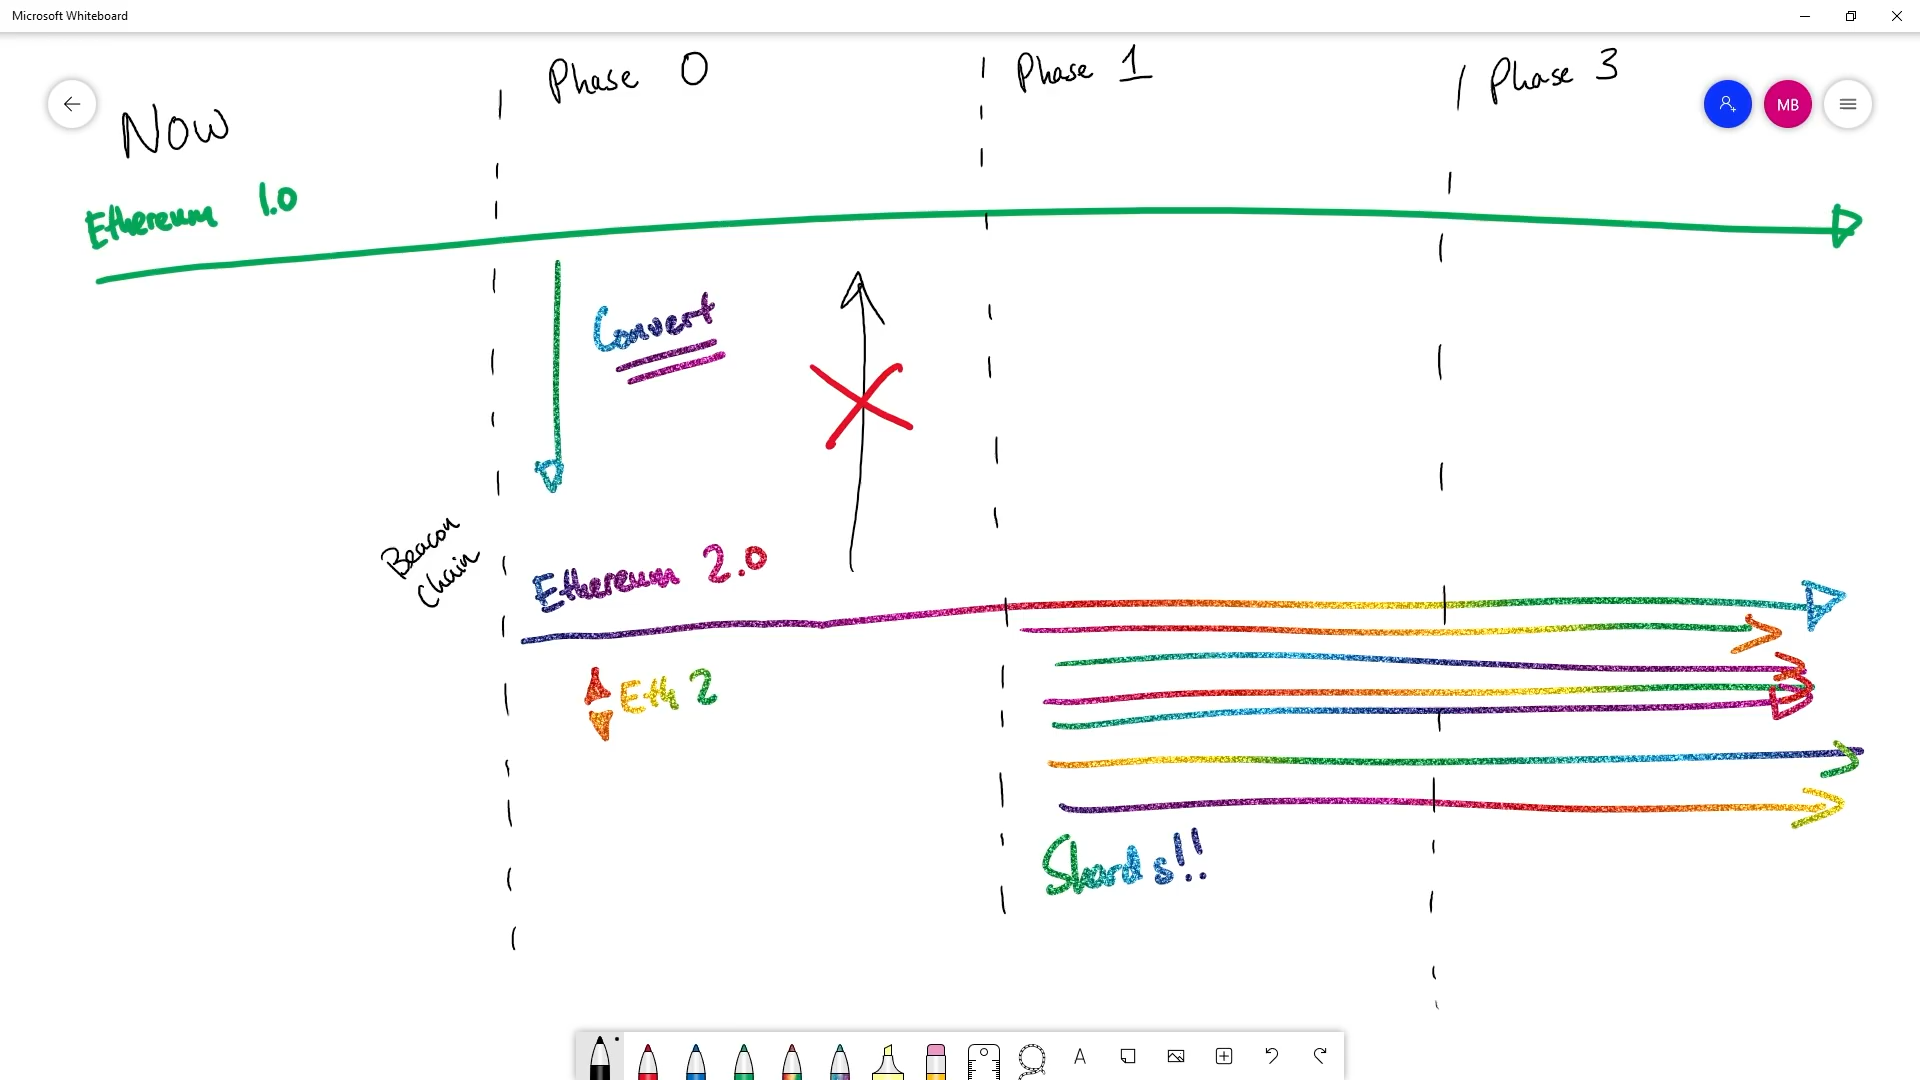 Microsoft Whiteboard
Phase 0
Phase 1
Phase 3
MB
Now
Ethereum 1.0
Convert
Beacon
Chain
Ethereum 2.0
Eth 2
Shards!!
A